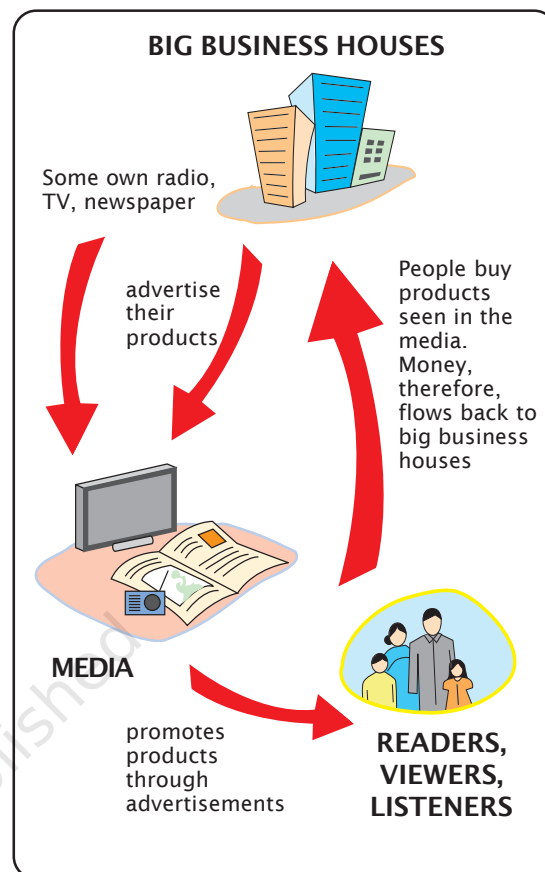 BIG BUSINESS HOUSES
Some own radio,
TV, newspaper
advertise
their
products
People buy
products
seen in the
media.
Money,
therefore,
flows back to
big business
houses
MEDIA
promotes
products
through
advertisements
READERS,
VIEWERS,
LISTENERS